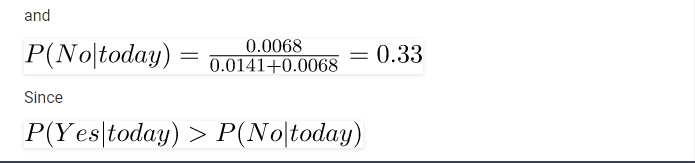 and
P(No|today) = 0.0068 / 0.0141+0.0068 = 0.33
Since
P(Yes|today) > P(No|today)